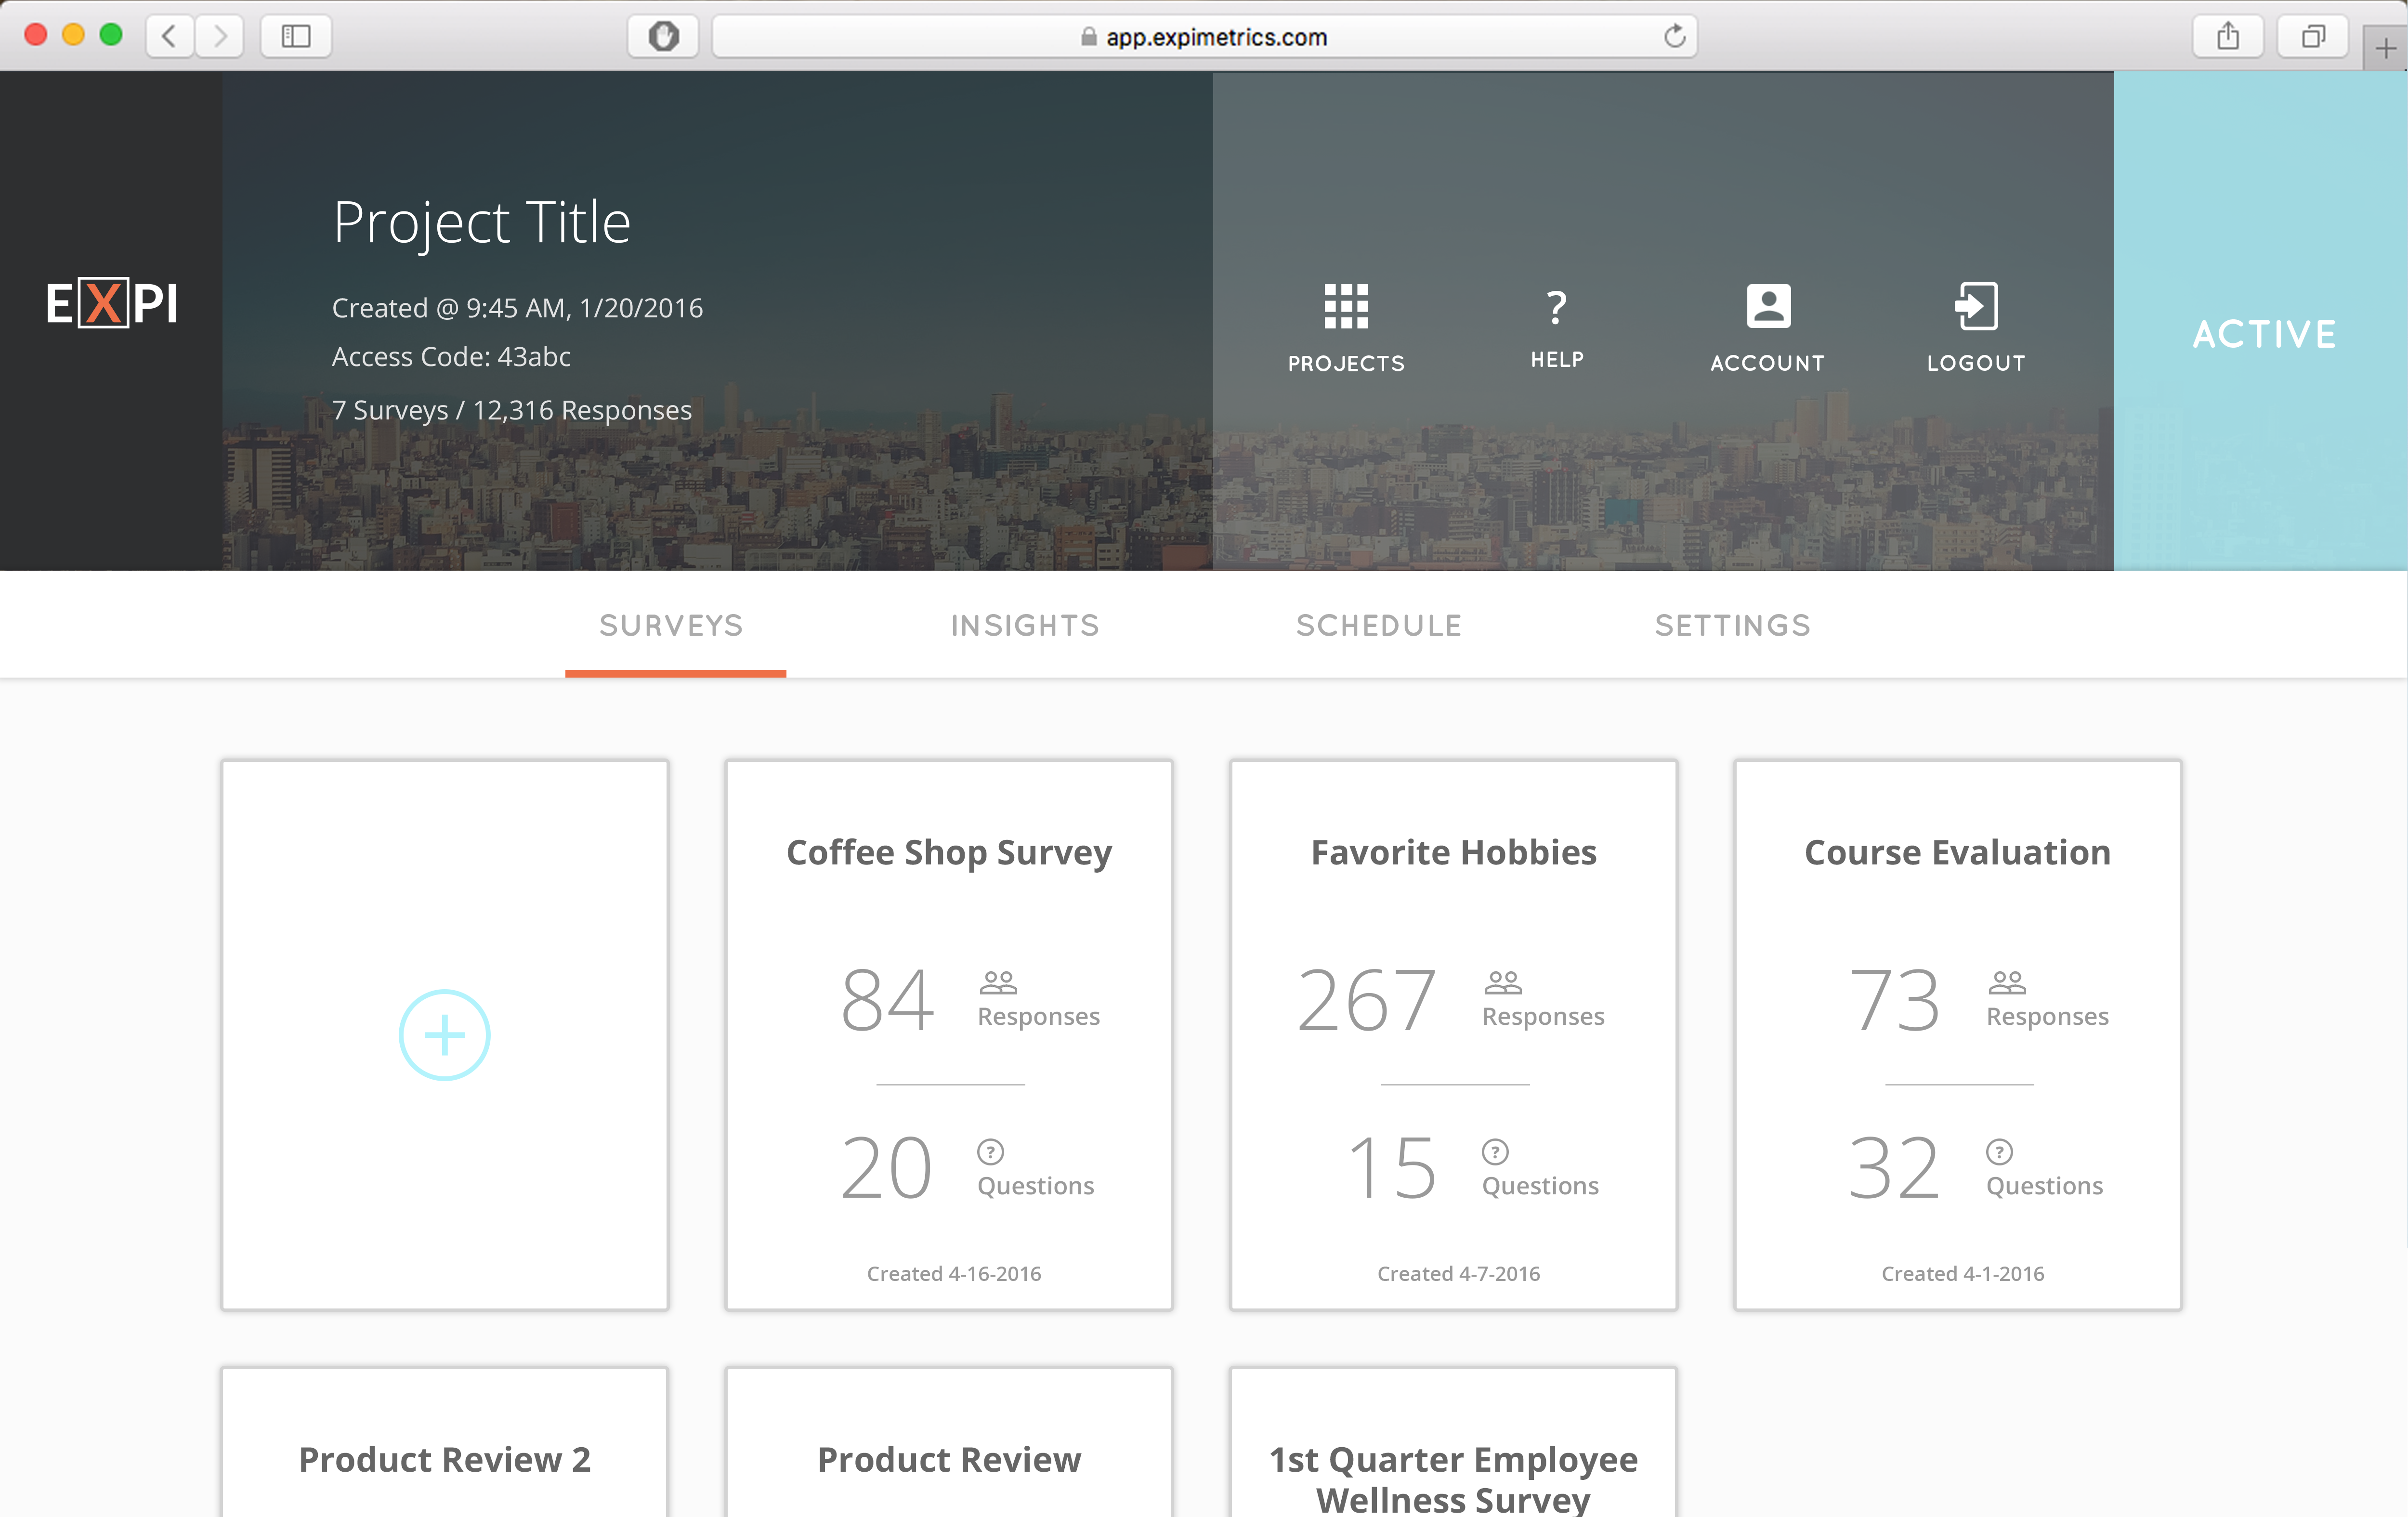 app.expimetrics.com
EXPI
Project Title
Created @ 9:45 AM, 1/20/2016
Access Code: 43abc
7 Surveys / 12,316 Responses
PROJECTS
?
HELP
ACCOUNT
LOGOUT
ACTIVE
SURVEYS
INSIGHTS
SCHEDULE
SETTINGS
Coffee Shop Survey
84 Responses
20 ? Questions
Created 4-16-2016
Favorite Hobbies
267 Responses
15 ? Questions
Created 4-7-2016
Course Evaluation
73 Responses
32 ? Questions
Created 4-1-2016
Product Review 2
Product Review
1st Quarter Employee
Wellness Survey